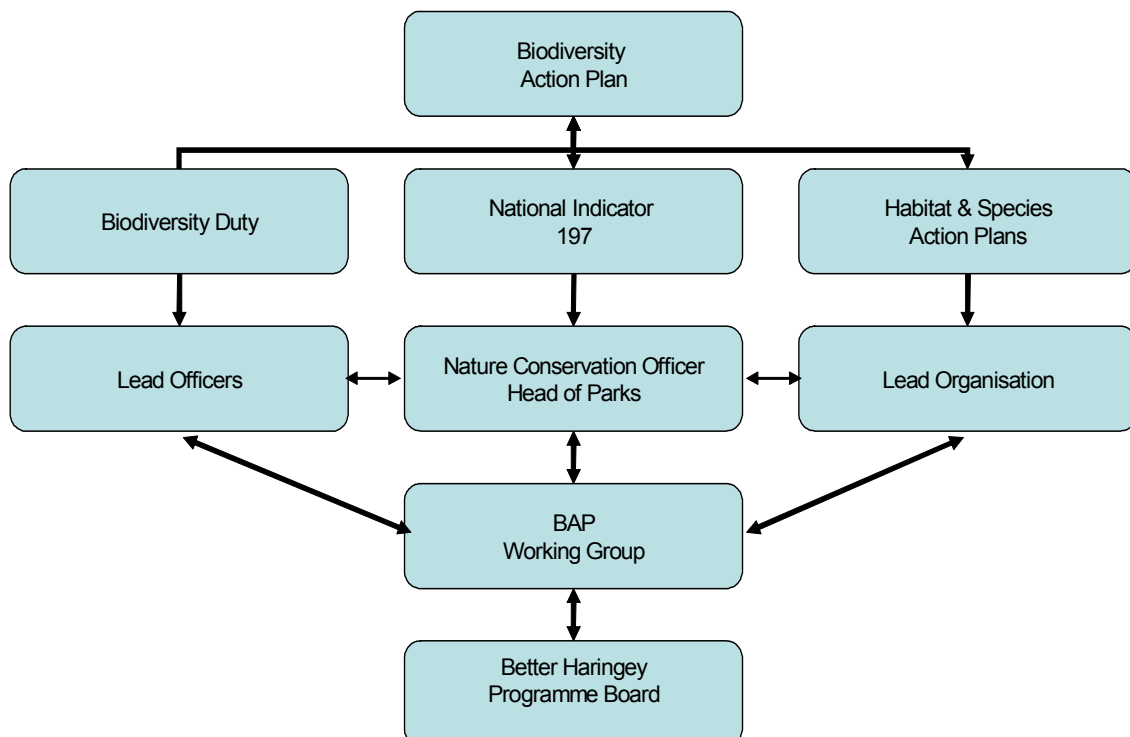 Biodiversity
Action Plan
Biodiversity Duty
National Indicator
197
Habitat & Species
Action Plans
Lead Officers
Nature Conservation Officer
Head of Parks
Lead Organisation
BAP
Working Group
Better Haringey
Programme Board